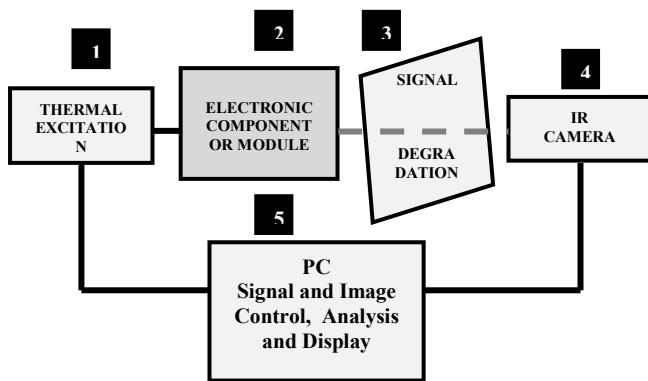 1
THERMAL
EXCITATIO
N
2
ELECTRONIC
COMPONENT
OR MODULE
3
SIGNAL
DEGRA
DATION
4
IR
CAMERA
5
PC
Signal and Image
Control, Analysis
and Display